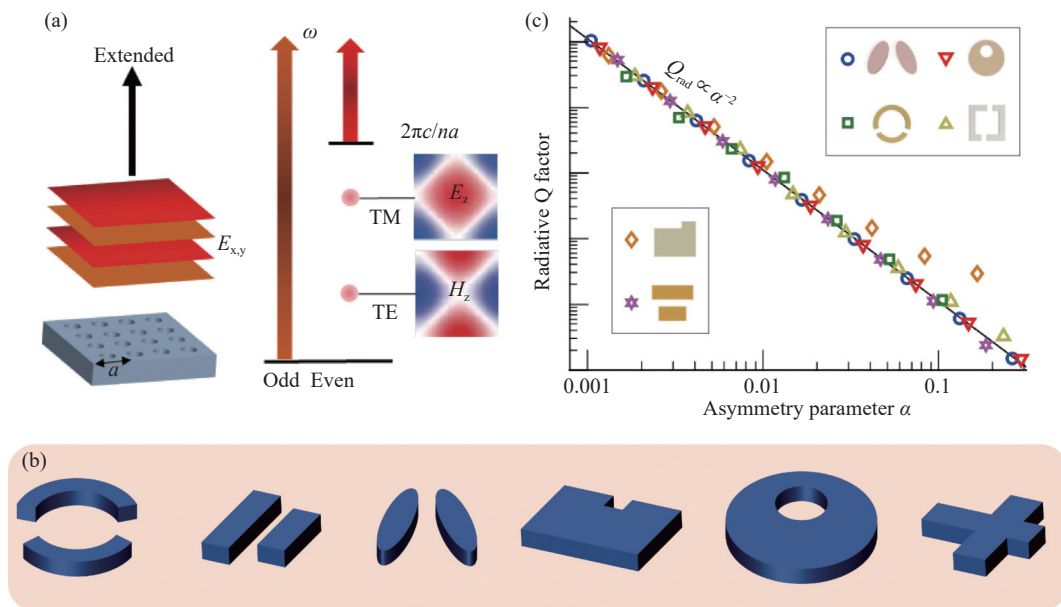 (a)
Extended
ω
2πc/na
E_z
TM
E_{x,y}
H_z
TE
a
Odd Even
(c)
Q_rad ∝ α⁻²
Radiative Q factor
0.001
0.01
0.1
Asymmetry parameter α
(b)